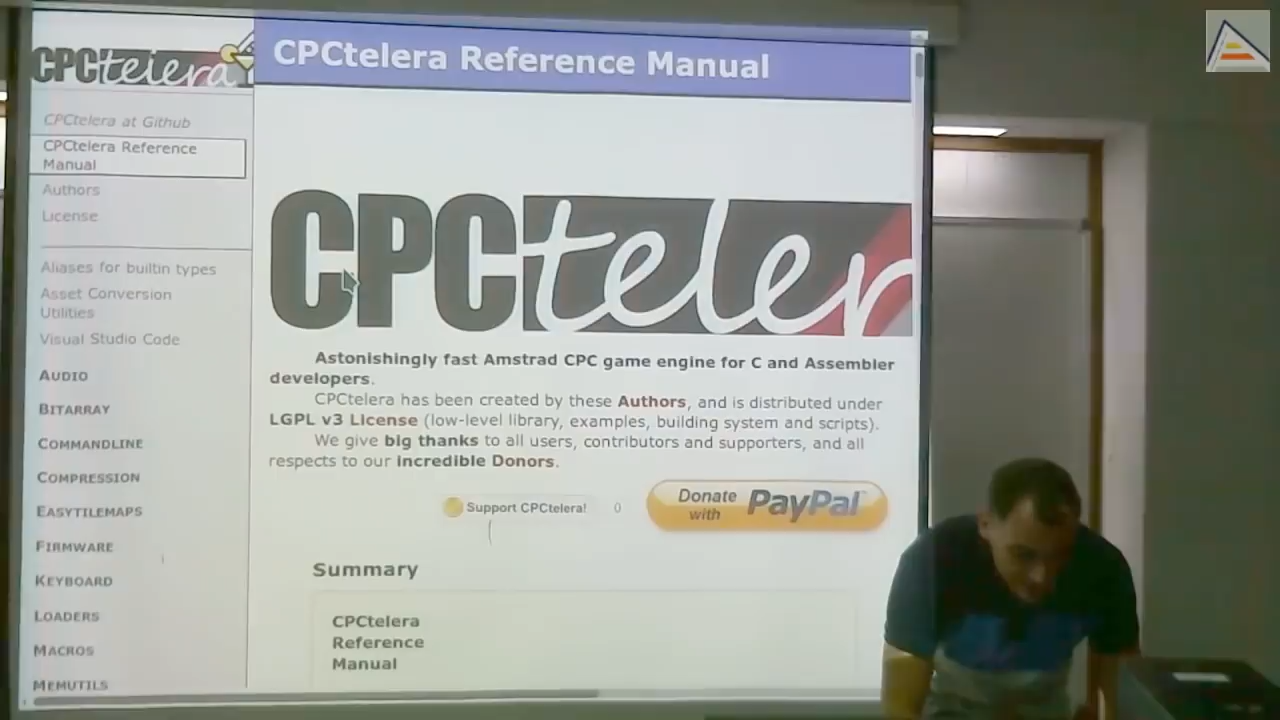 CPCtelera
CPCtelera Reference Manual
CPCtelera at Github
CPCtelera Reference
Manual
Authors
License
Aliases for builtin types
Asset Conversion
Utilities
Visual Studio Code
AUDIO
BITARRAY
COMMANDLINE
COMPRESSION
EASYTILEMAPS
FIRMWARE
KEYBOARD
LOADERS
MACROS
MEMUTILS
CPCteler
Astonishingly fast Amstrad CPC game engine for C and Assembler
developers.
CPCtelera has been created by these Authors, and is distributed under
LGPL v3 License (low-level library, examples, building system and scripts).
We give big thanks to all users, contributors and supporters, and all
respects to our incredible Donors.
Support CPCtelera! 0
Donate
with PayPal
Summary
CPCtelera
Reference
Manual